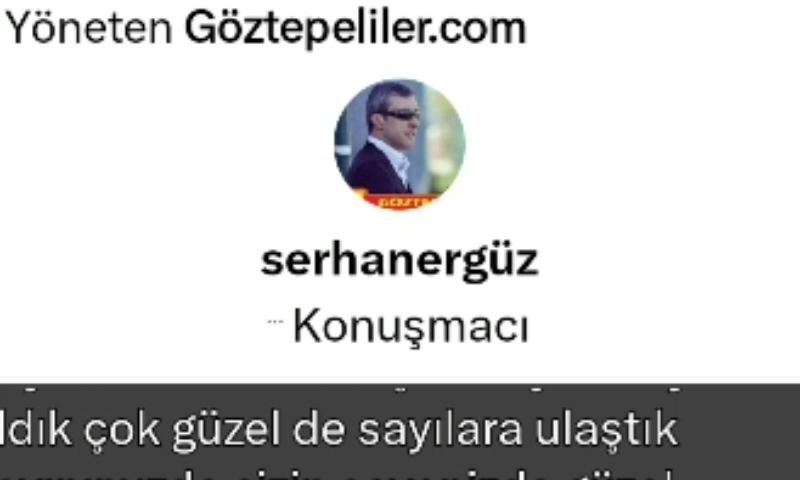 Yöneten Göztepeliler.com
serhanergüz
Konuşmacı
ldık çok güzel de sayılara ulaştık